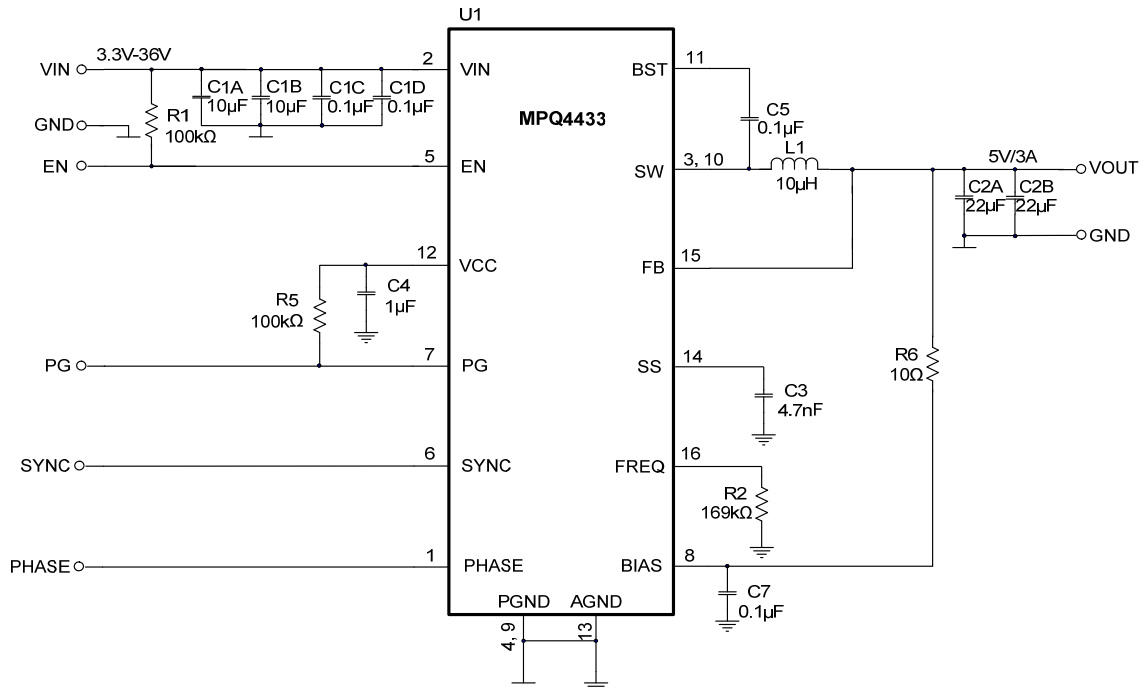 U1
MPQ4433
VIN
3.3V-36V
2
VIN
C1A
10µF
C1B
10µF
C1C
0.1µF
C1D
0.1µF
GND
R1
100kΩ
EN
5
EN
12
VCC
C4
1µF
R5
100kΩ
PG
7
PG
SYNC
6
SYNC
PHASE
1
PHASE
PGND
AGND
4, 9
13
BST
11
C5
0.1µF
SW
3, 10
L1
10µH
5V/3A
VOUT
C2A
22µF
C2B
22µF
GND
FB
15
SS
14
C3
4.7nF
R6
10Ω
FREQ
16
R2
169kΩ
BIAS
8
C7
0.1µF